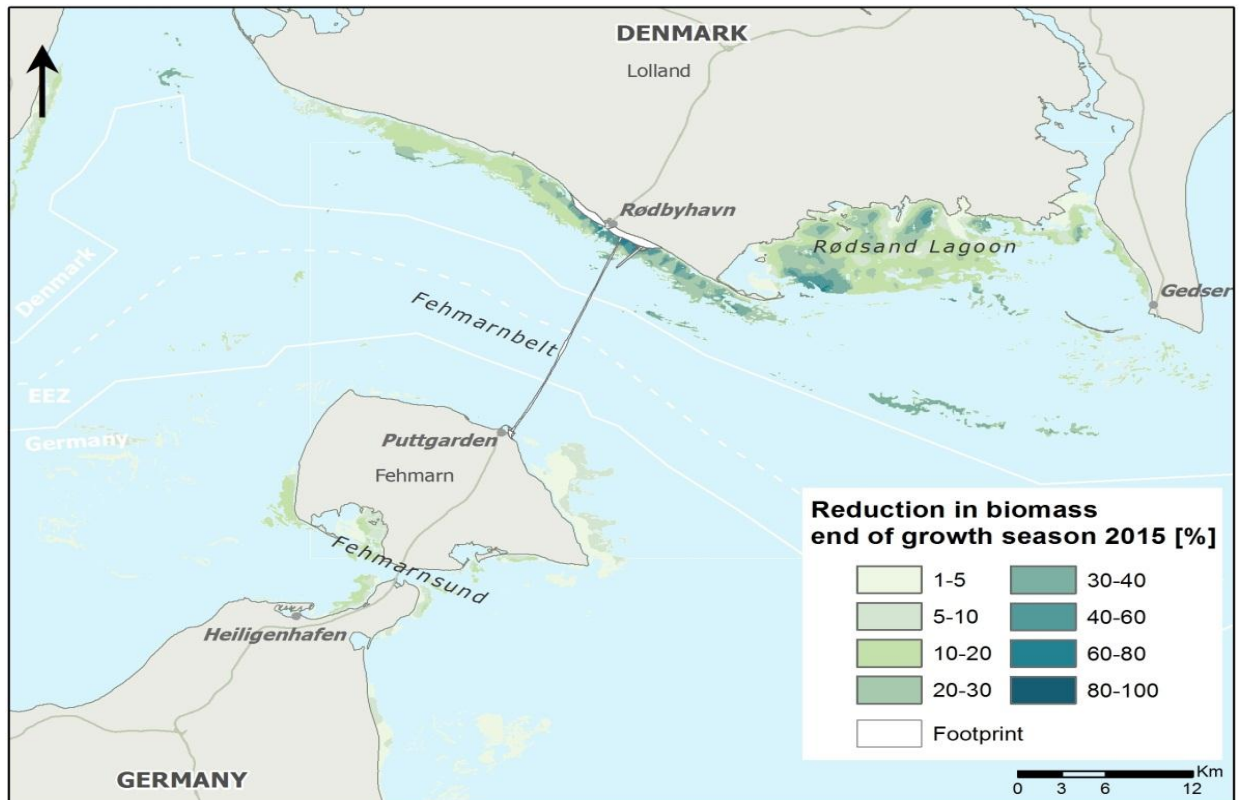 DENMARK
Lolland
Rødbyhavn
Rødsand Lagoon
Gedser
Denmark
Fehmarnbelt
EEZ
Germany
Puttgarden
Fehmarn
Fehmarnsund
Heiligenhafen
GERMANY
Reduction in biomass
end of growth season 2015 [%]
1-5 30-40
5-10 40-60
10-20 60-80
20-30 80-100
Footprint
Km
0 3 6 12